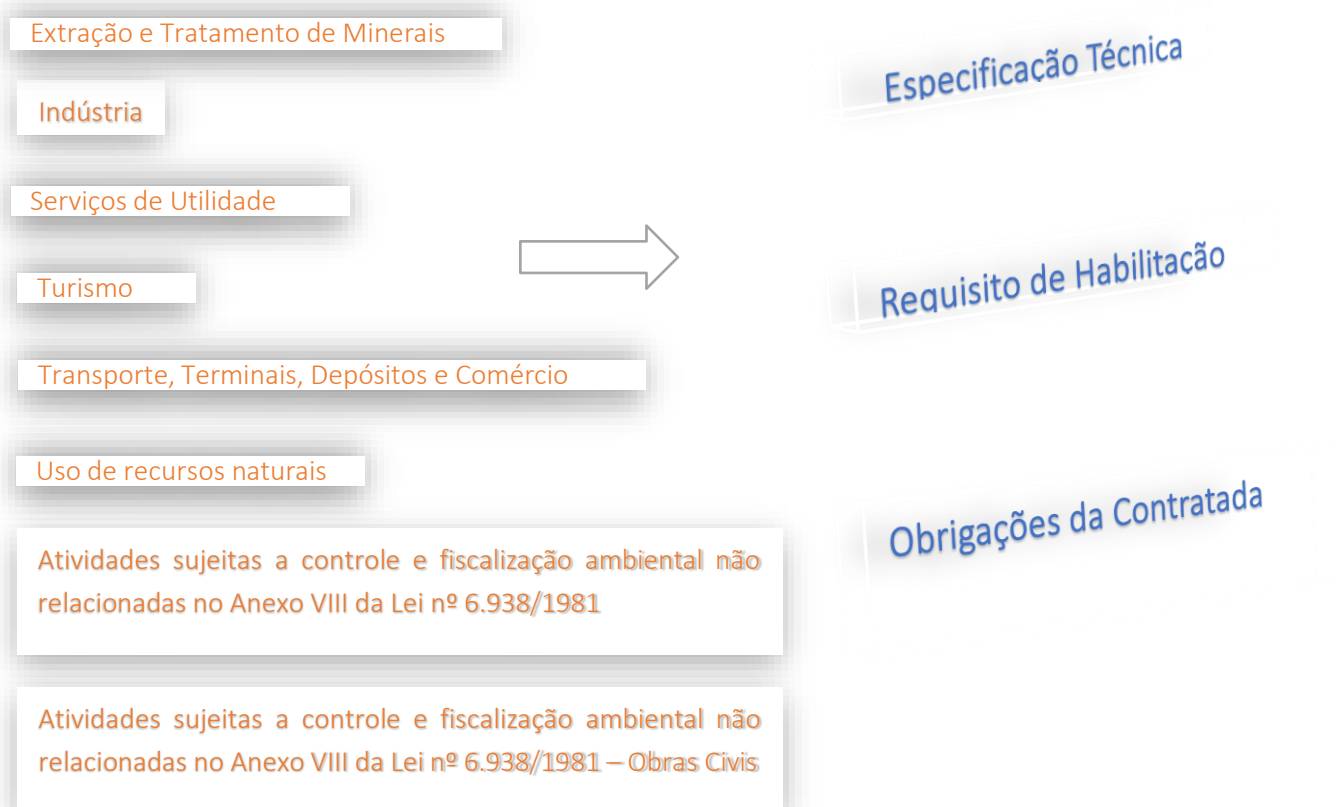 Extração e Tratamento de Minerais
Indústria
Serviços de Utilidade
Turismo
Transporte, Terminais, Depósitos e Comércio
Uso de recursos naturais
Atividades sujeitas a controle e fiscalização ambiental não
relacionadas no Anexo VIII da Lei nº 6.938/1981
Atividades sujeitas a controle e fiscalização ambiental não
relacionadas no Anexo VIII da Lei nº 6.938/1981 – Obras Civis
Especificação Técnica
Requisito de Habilitação
Obrigações da Contratada